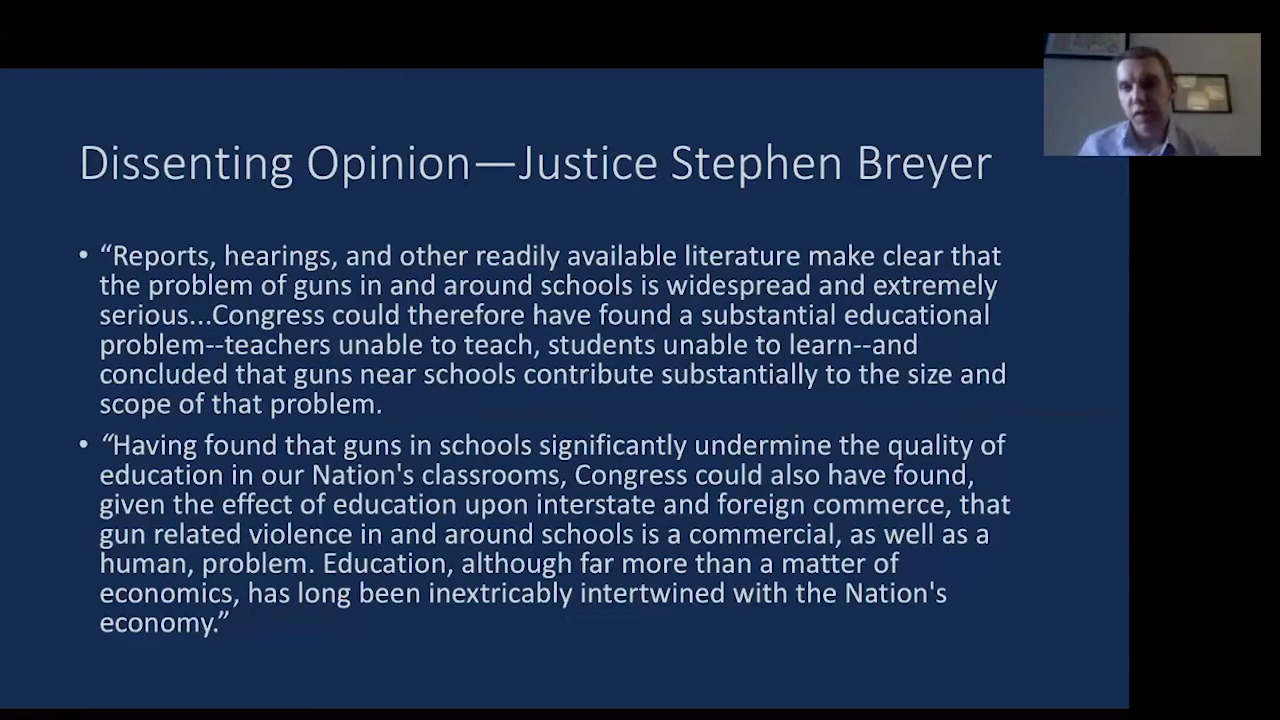 Dissenting Opinion—Justice Stephen Breyer
• “Reports, hearings, and other readily available literature make clear that
the problem of guns in and around schools is widespread and extremely
serious...Congress could therefore have found a substantial educational
problem--teachers unable to teach, students unable to learn--and
concluded that guns near schools contribute substantially to the size and
scope of that problem.
• “Having found that guns in schools significantly undermine the quality of
education in our Nation's classrooms, Congress could also have found,
given the effect of education upon interstate and foreign commerce, that
gun related violence in and around schools is a commercial, as well as a
human, problem. Education, although far more than a matter of
economics, has long been inextricably intertwined with the Nation's
economy.”